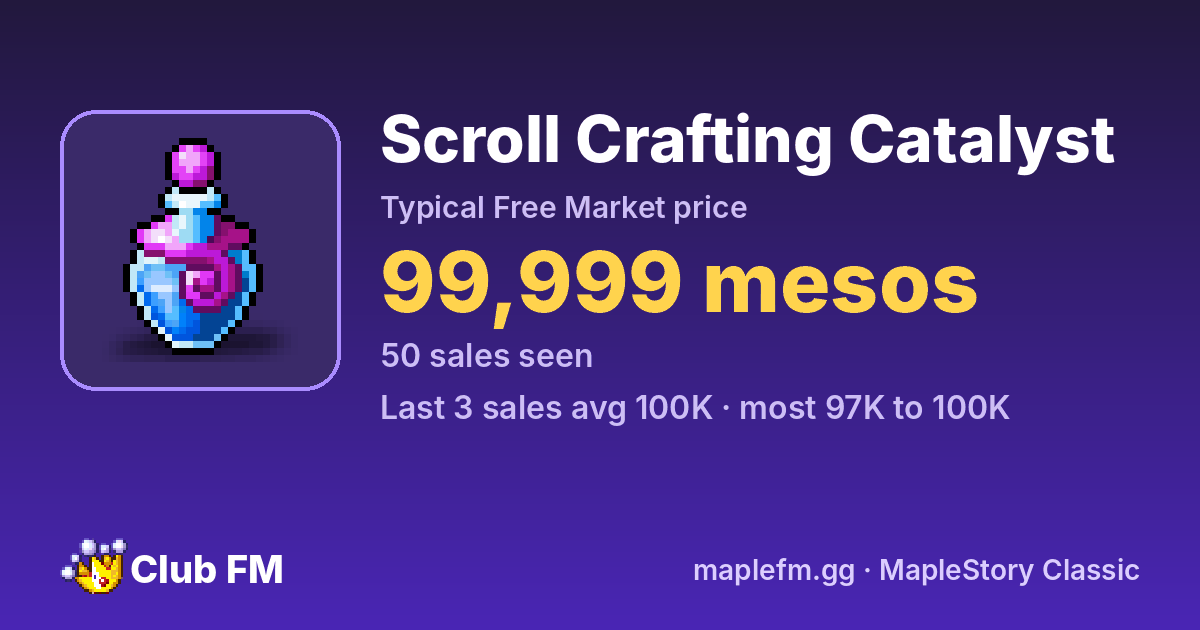 Scroll Crafting Catalyst
Typical Free Market price
99,999 mesos
50 sales seen
Last 3 sales avg 100K · most 97K to 100K
Club FM
maplefm.gg · MapleStory Classic